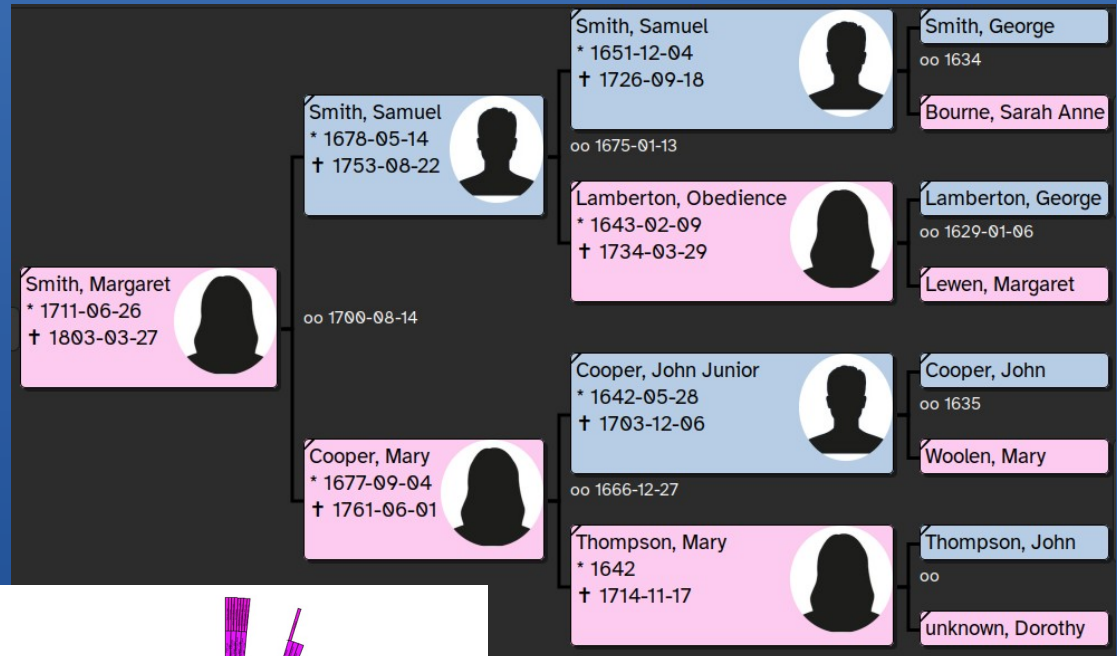 Smith, Margaret
* 1711-06-26
✝ 1803-03-27
Smith, Samuel
* 1678-05-14
✝ 1753-08-22
oo 1700-08-14
Cooper, Mary
* 1677-09-04
✝ 1761-06-01
Smith, Samuel
* 1651-12-04
✝ 1726-09-18
oo 1675-01-13
Lamberton, Obedience
* 1643-02-09
✝ 1734-03-29
Cooper, John Junior
* 1642-05-28
✝ 1703-12-06
oo 1666-12-27
Thompson, Mary
* 1642
✝ 1714-11-17
Smith, George
oo 1634
Bourne, Sarah Anne
Lamberton, George
oo 1629-01-06
Lewen, Margaret
Cooper, John
oo 1635
Woolen, Mary
Thompson, John
oo
unknown, Dorothy